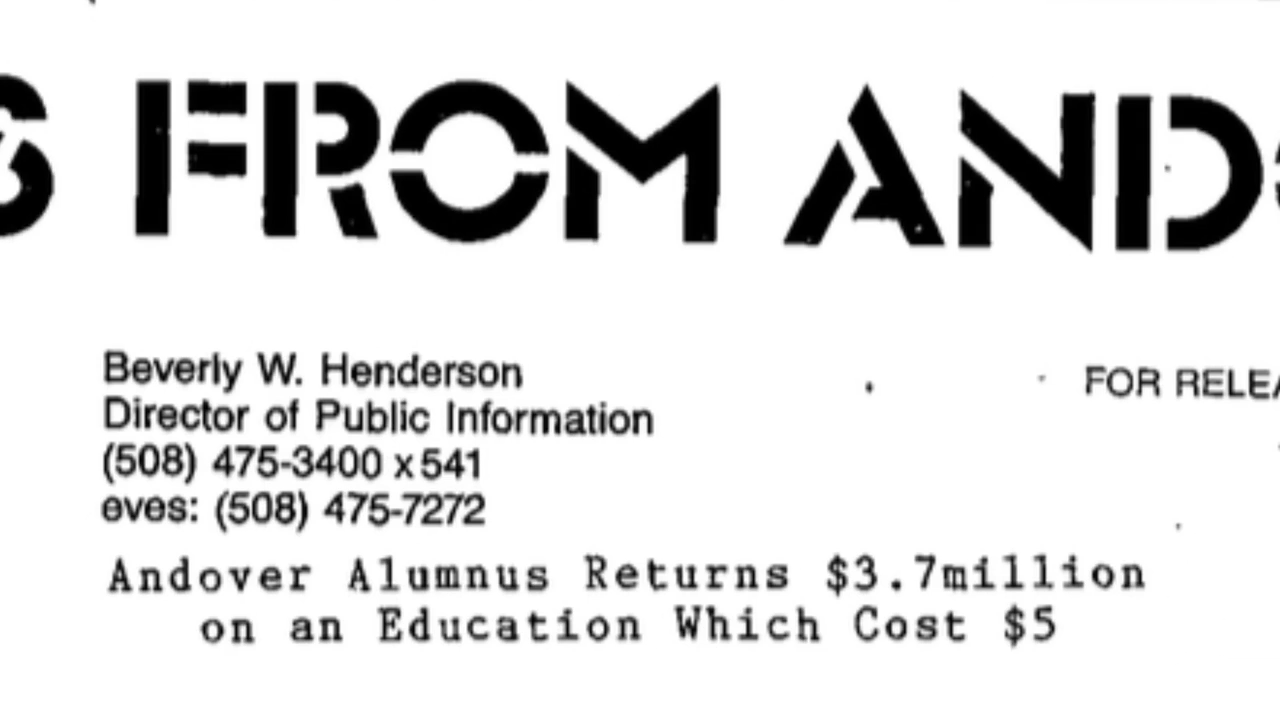 S FROM AND
Beverly W. Henderson
FOR RELEA
Director of Public Information
(508) 475-3400 x541
eves: (508) 475-7272
Andover Alumnus Returns $3.7million
on an Education Which Cost $5